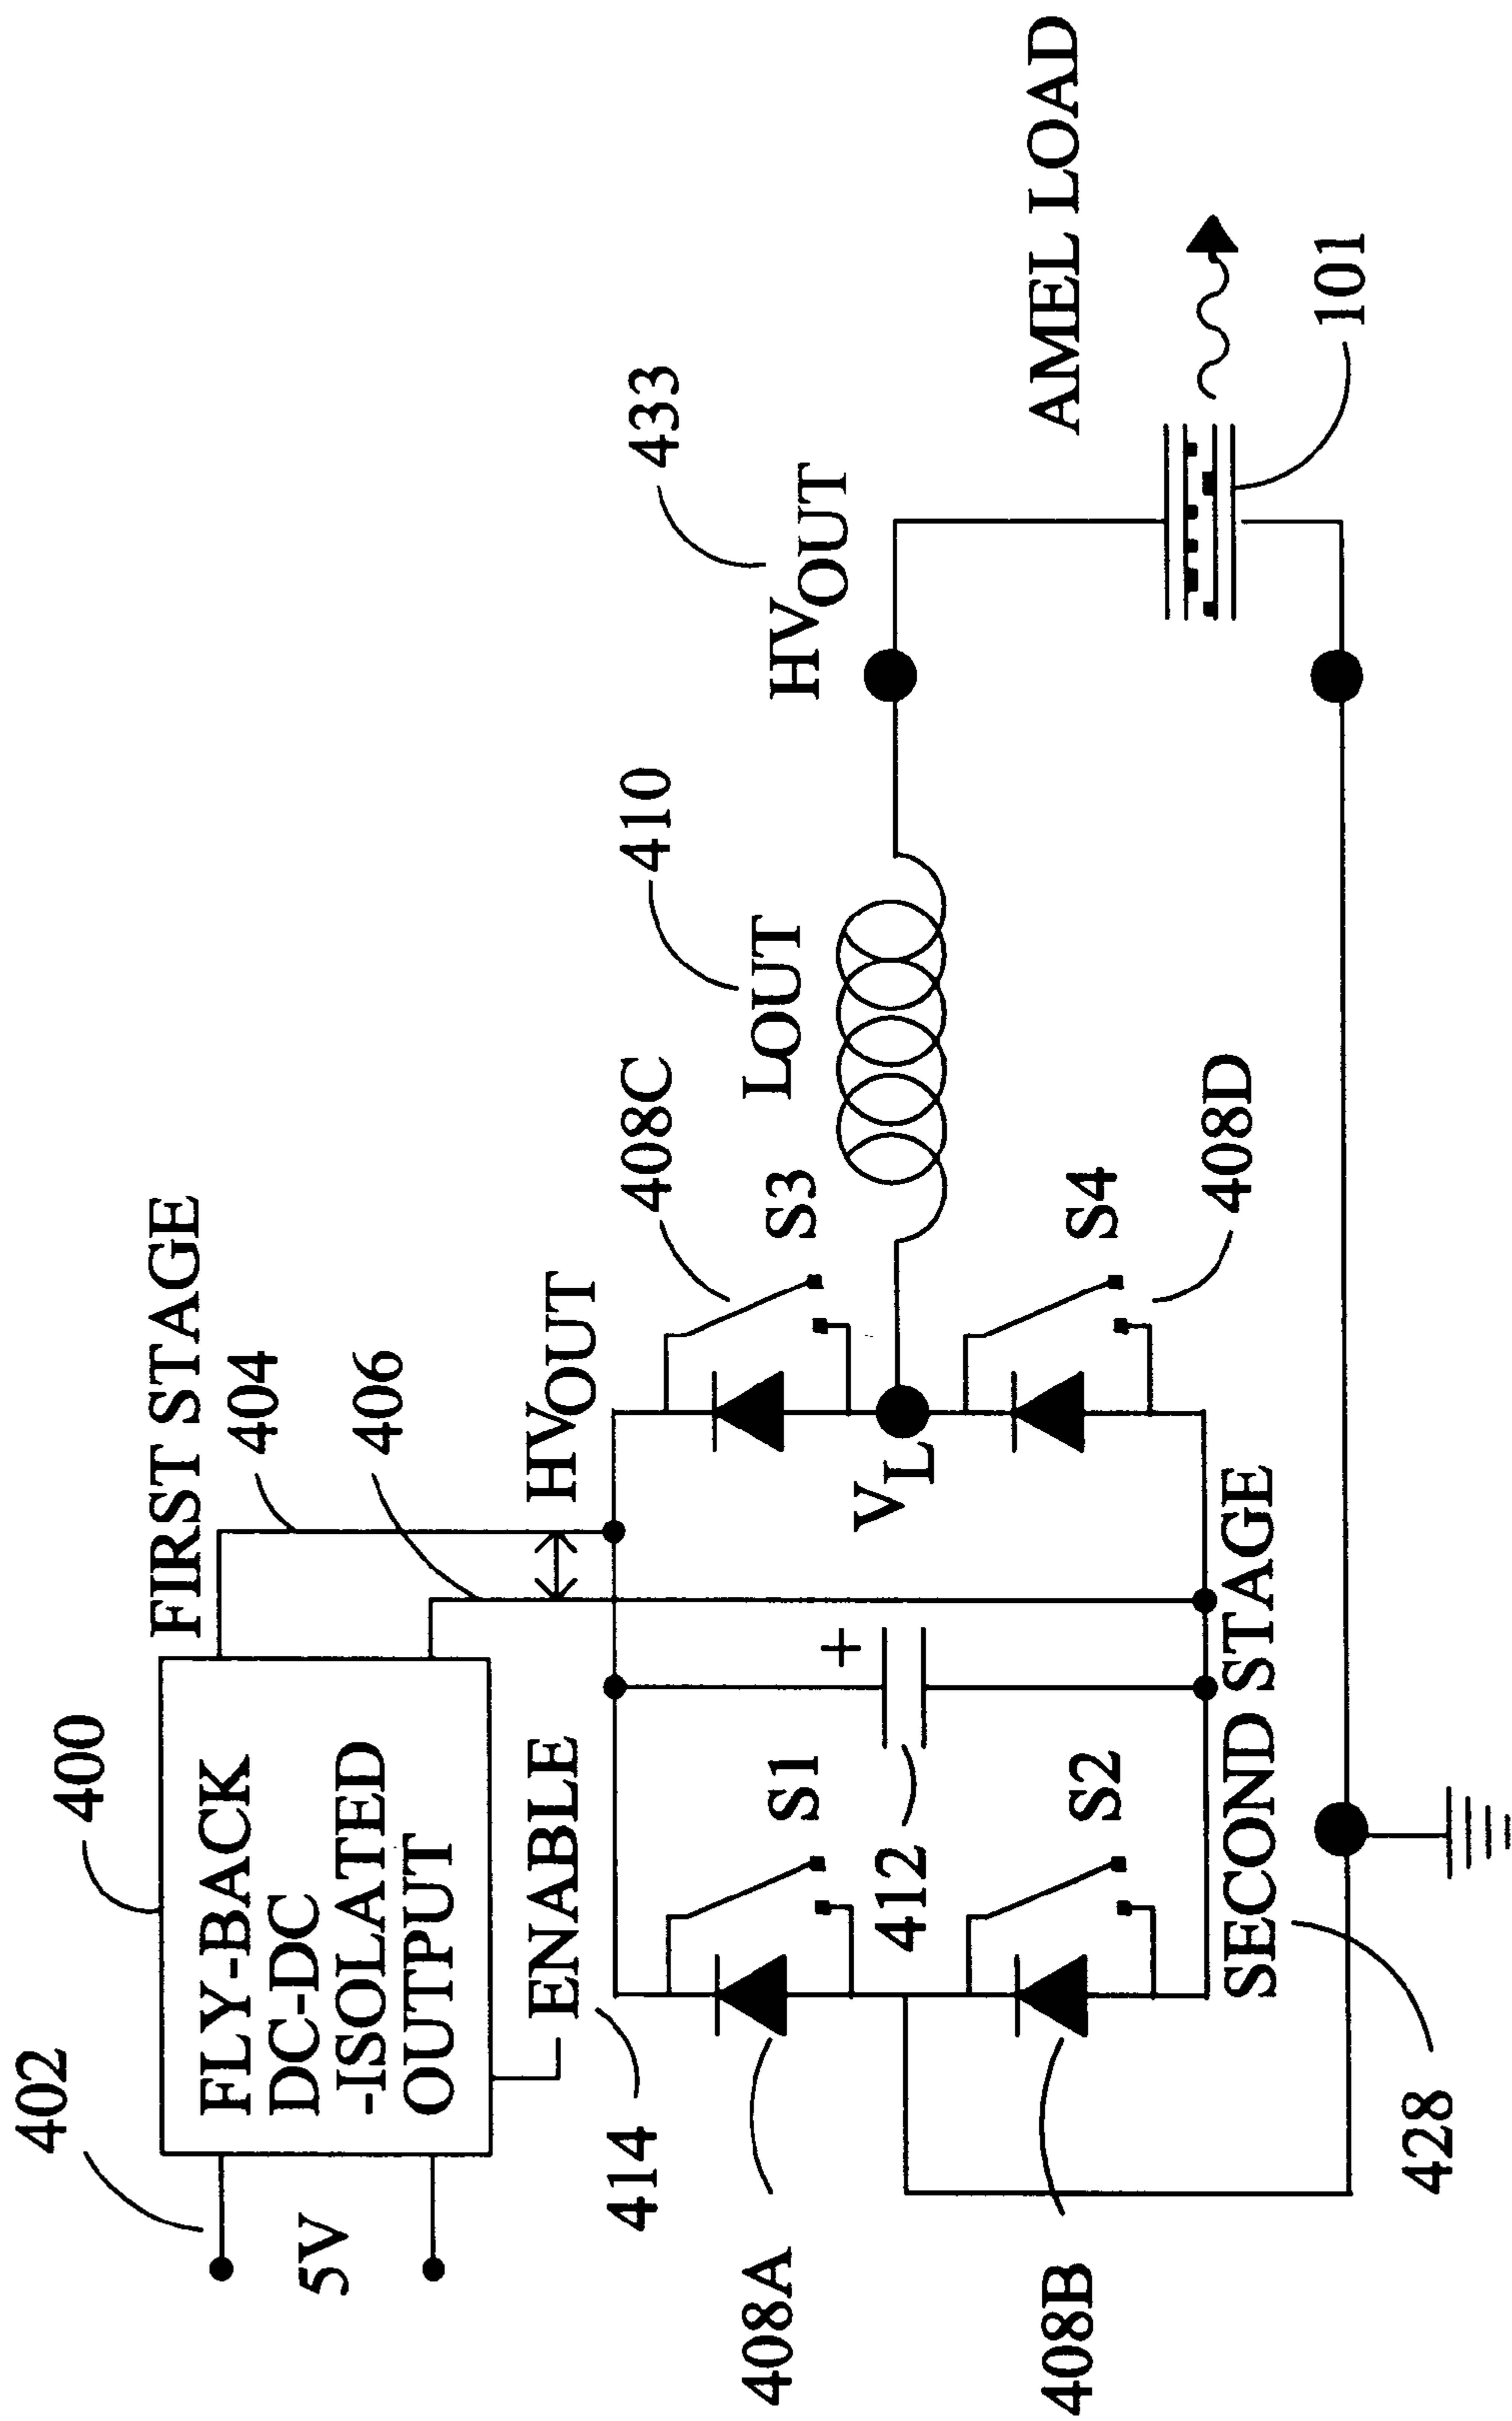 402
400
FIRST STAGE
404
406
5V
FLY-BACK
DC-DC
-ISOLATED
OUTPUT
414
ENABLE
HVOUT
408C
410
433
408A
S1
S3
LOUT
HVOUT
412
+
VL
AMEL LOAD
408B
S2
S4
408D
SECOND STAGE
101
428